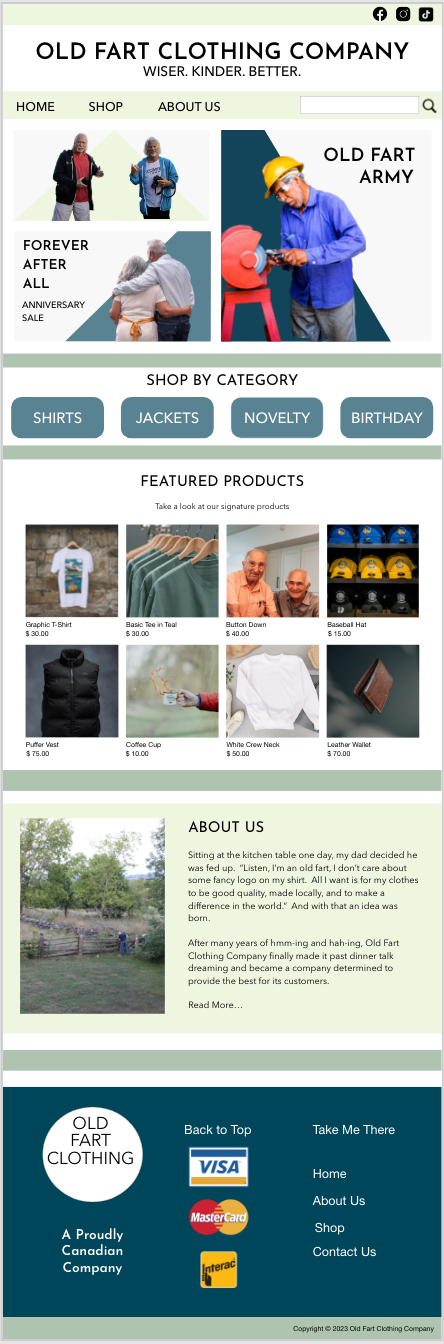 OLD FART CLOTHING COMPANY
WISER. KINDER. BETTER.
HOME SHOP ABOUT US
OLD FART
ARMY
FOREVER
AFTER
ALL
ANNIVERSARY
SALE
SHOP BY CATEGORY
SHIRTS JACKETS NOVELTY BIRTHDAY
FEATURED PRODUCTS
Take a look at our signature products
Graphic T-Shirt
$ 30.00
Basic Tee in Teal
$ 30.00
Button Down
$ 40.00
Baseball Hat
$ 15.00
Puffer Vest
$ 75.00
Coffee Cup
$ 10.00
White Crew Neck
$ 50.00
Leather Wallet
$ 70.00
ABOUT US
Sitting at the kitchen table one day, my dad decided he
was fed up. “Listen, I’m an old fart, I don’t care about
some fancy logo on my shirt. All I want is for my clothes
to be good quality, made locally, and to make a
difference in the world.” And with that an idea was
born.
After many years of hmm-ing and hah-ing, Old Fart
Clothing Company finally made it past dinner talk
dreaming and became a company determined to
provide the best for its customers.
Read More…
OLD
FART
CLOTHING
A Proudly
Canadian
Company
Back to Top
VISA
MasterCard
Interac
Take Me There
Home
About Us
Shop
Contact Us
Copyright © 2023 Old Fart Clothing Company